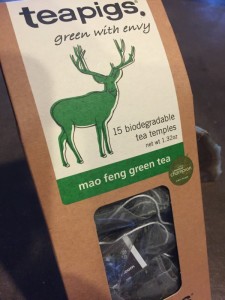 teapigs.
green with envy
15 biodegradable
tea temples
net wt 1.32oz
mao feng green tea